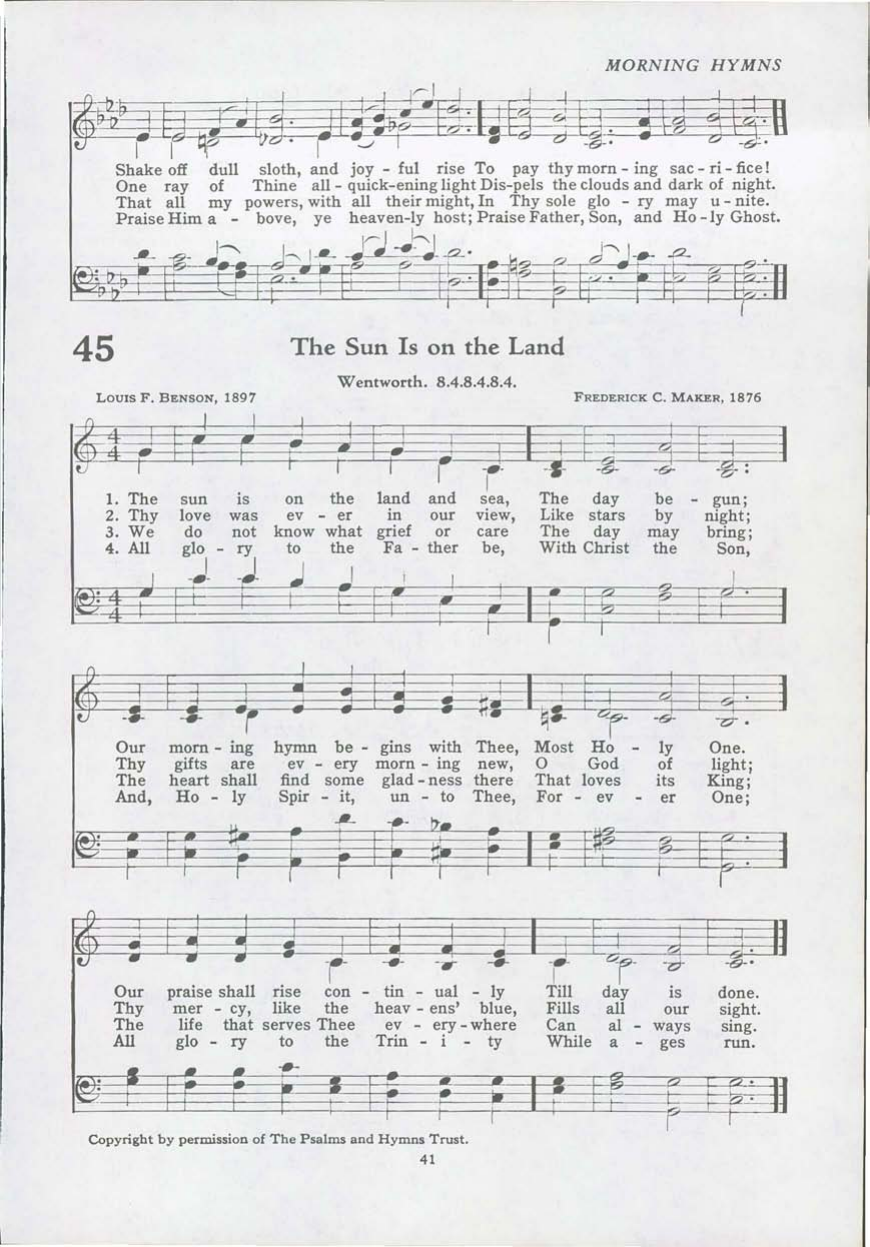 MORNING HYMNS
Shake off dull sloth, and joy - ful rise To pay thy morn - ing sac - ri - fice!
One ray of Thine all - quick-ening light Dis-pels the clouds and dark of night.
That all my powers, with all their might, In Thy sole glo - ry may u - nite.
Praise Him a - bove, ye heaven-ly host; Praise Father, Son, and Ho - ly Ghost.
45 The Sun Is on the Land
Wentworth. 8.4.8.4.8.4.
LOUIS F. BENSON, 1897 FREDERICK C. MAKER, 1876
4
4
1. The sun is on the land and sea, The day be - gun;
2. Thy love was ev - er in our view, Like stars by night;
3. We do not know what grief or care The day may bring;
4. All glo - ry to the Fa - ther be, With Christ the Son,
4
4
Our morn - ing hymn be - gins with Thee, Most Ho - ly One.
Thy gifts are ev - ery morn - ing new, O God of light;
The heart shall find some glad - ness there That loves its King;
And, Ho - ly Spir - it, un - to Thee, For - ev - er One;
Our praise shall rise con - tin - ual - ly Till day is done.
Thy mer - cy, like the heav - ens' blue, Fills all our sight.
The life that serves Thee ev - ery - where Can al - ways sing.
All glo - ry to the Trin - i - ty While a - ges run.
Copyright by permission of The Psalms and Hymns Trust.
41